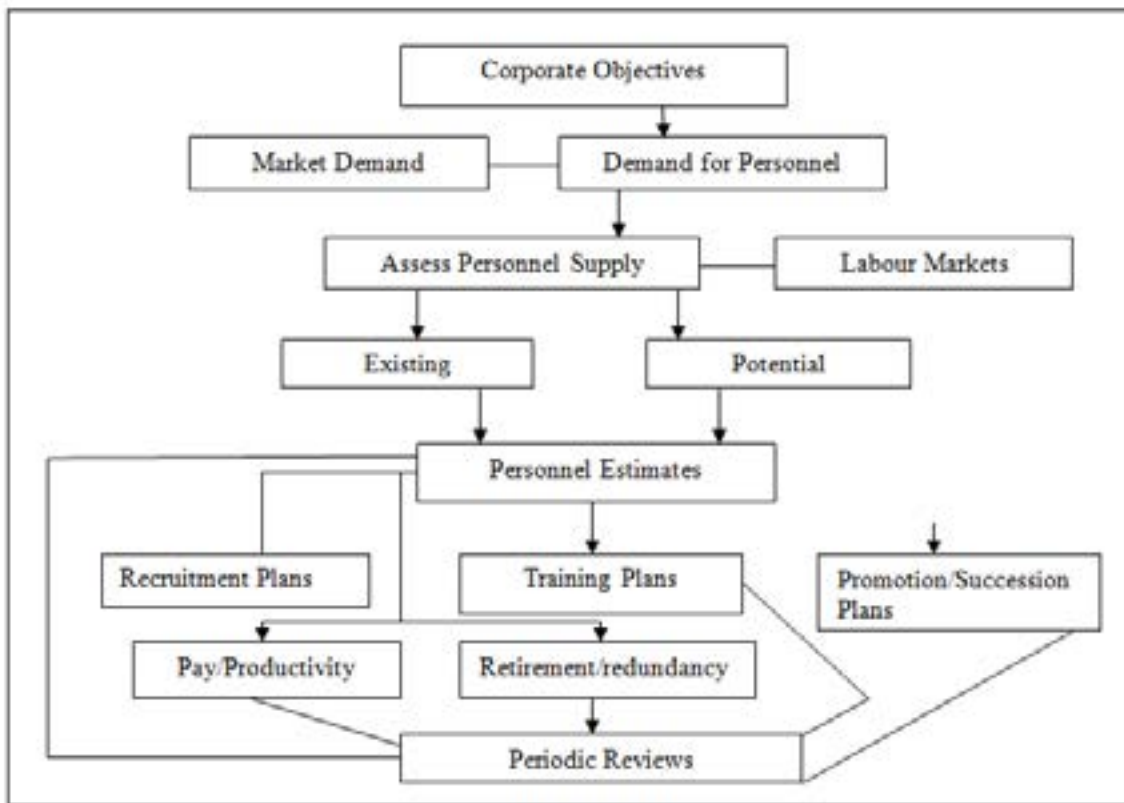 Corporate Objectives
Market Demand
Demand for Personnel
Assess Personnel Supply
Labour Markets
Existing
Potential
Personnel Estimates
Recruitment Plans
Training Plans
Promotion/Succession
Plans
Pay/Productivity
Retirement/redundancy
Periodic Reviews